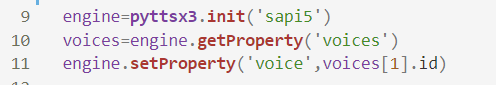 9 engine=pyttsx3.init('sapi5')
10 voices=engine.getProperty('voices')
11 engine.setProperty('voice',voices[1].id)